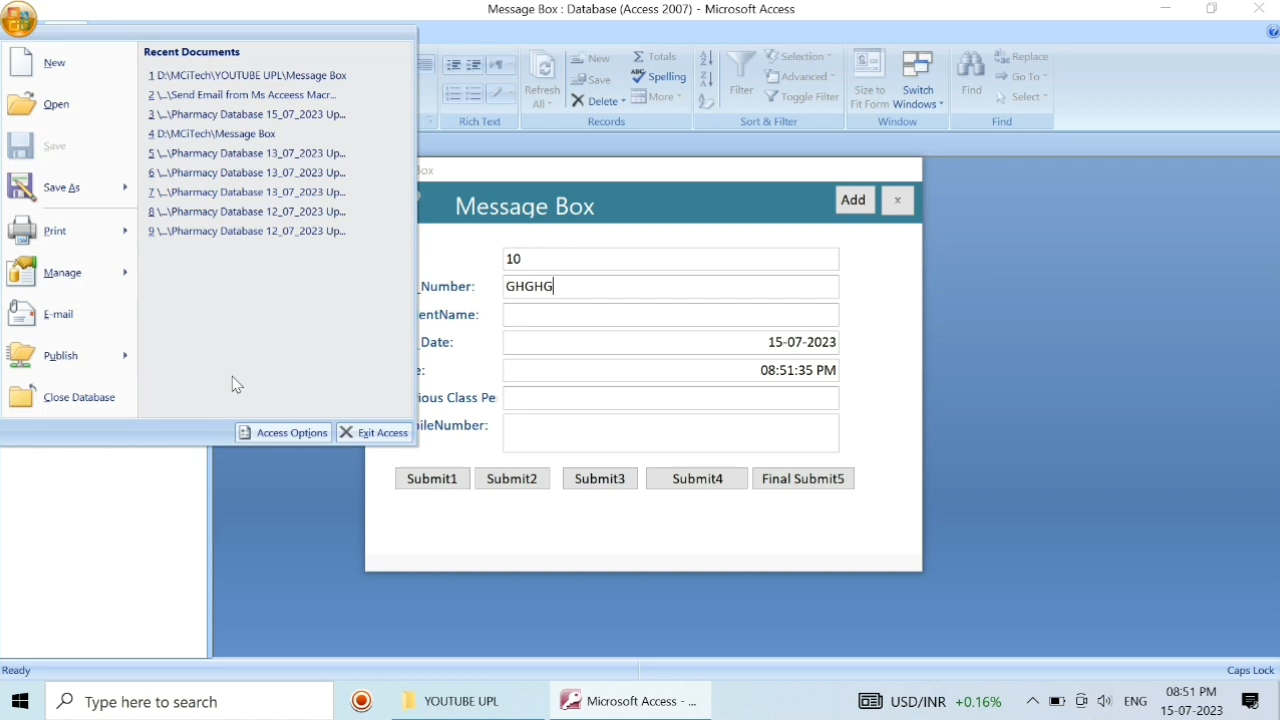 Message Box : Database (Access 2007) - Microsoft Access
New
Open
Save
Save As
Print
Manage
E-mail
Publish
Close Database
Recent Documents
1 D:\MCiTech\YOUTUBE UPL\Message Box
2 \...\Send Email from Ms Acceess Macr...
3 \...\Pharmacy Database 15_07_2023 Up...
4 D:\MCiTech\Message Box
5 \...\Pharmacy Database 13_07_2023 Up...
6 \...\Pharmacy Database 13_07_2023 Up...
7 \...\Pharmacy Database 13_07_2023 Up...
8 \...\Pharmacy Database 12_07_2023 Up...
9 \...\Pharmacy Database 12_07_2023 Up...
Access Options
Exit Access
Rich Text
Refresh All
New
Save
Delete
Totals
Spelling
More
Records
Filter
Selection
Advanced
Toggle Filter
Sort & Filter
Size to Fit Form
Switch Windows
Window
Find
Replace
Go To
Select
Find
Box
Message Box
Add
x
10
_Number: GHGHG
entName:
_Date: 15-07-2023
e: 08:51:35 PM
ious Class Pe
ileNumber:
Submit1 Submit2 Submit3 Submit4 Final Submit5
Ready
Caps Lock
Type here to search
YOUTUBE UPL
Microsoft Access - ...
USD/INR +0.16%
ENG
08:51 PM
15-07-2023